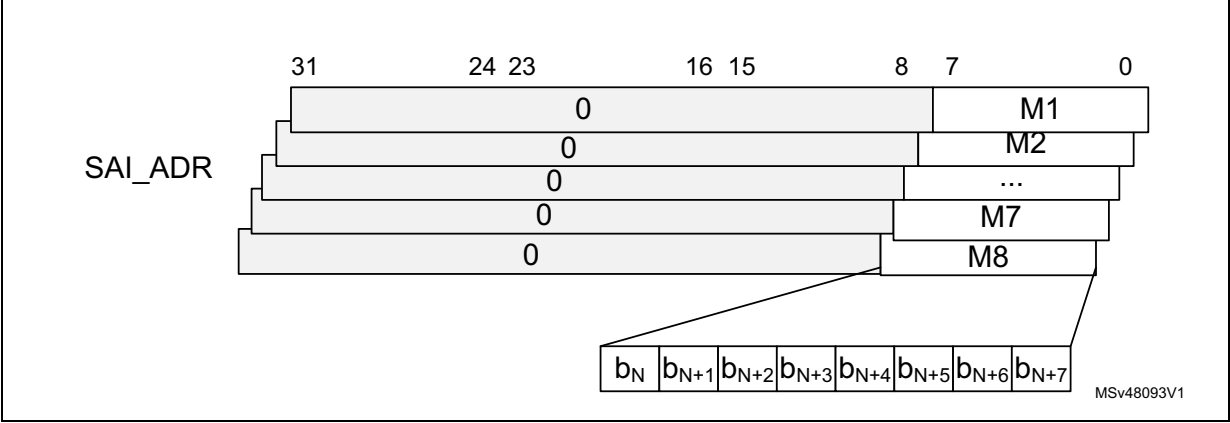 31 24 23 16 15 8 7 0
0 M1
0 M2
SAI_ADR
0 ...
0 M7
0 M8
bN bN+1 bN+2 bN+3 bN+4 bN+5 bN+6 bN+7
MSv48093V1